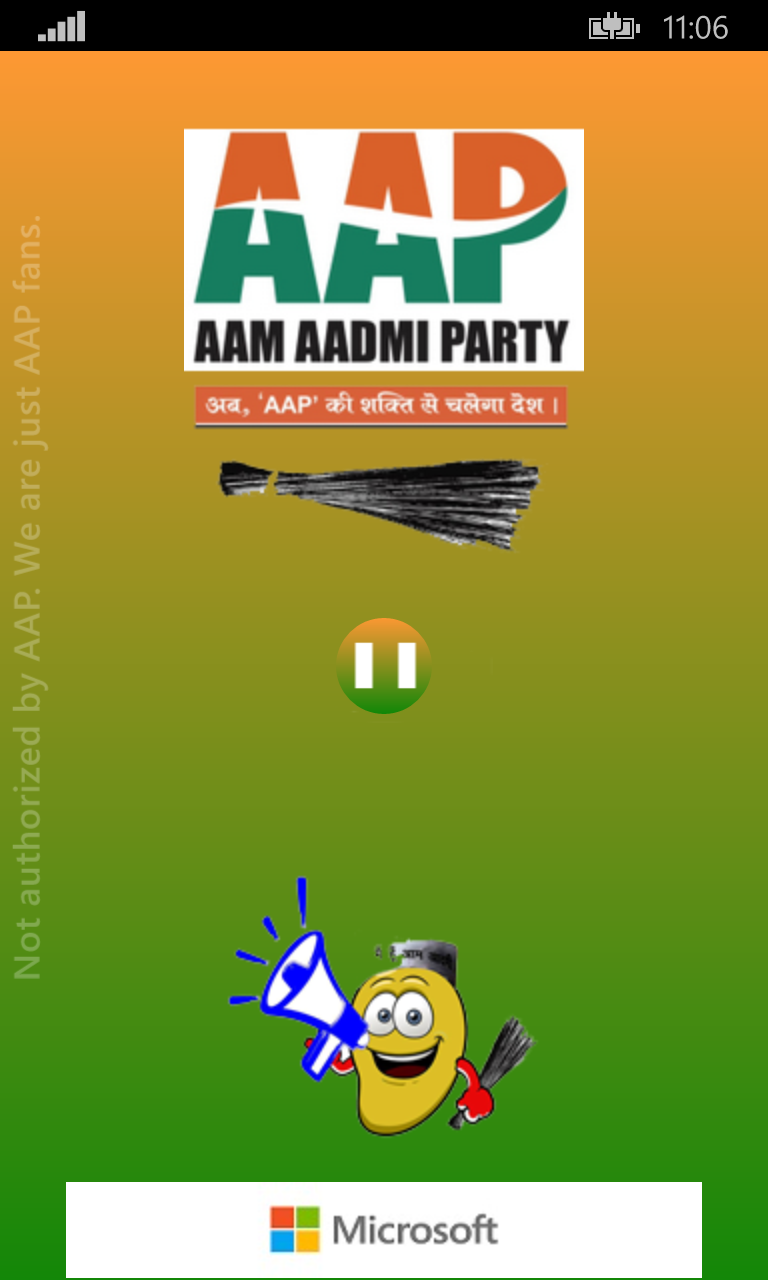 11:06
AAP
AAM AADMI PARTY
अब, 'AAP' की शक्ति से चलेगा देश ।
Not authorized by AAP. We are just AAP fans.
आम
Microsoft